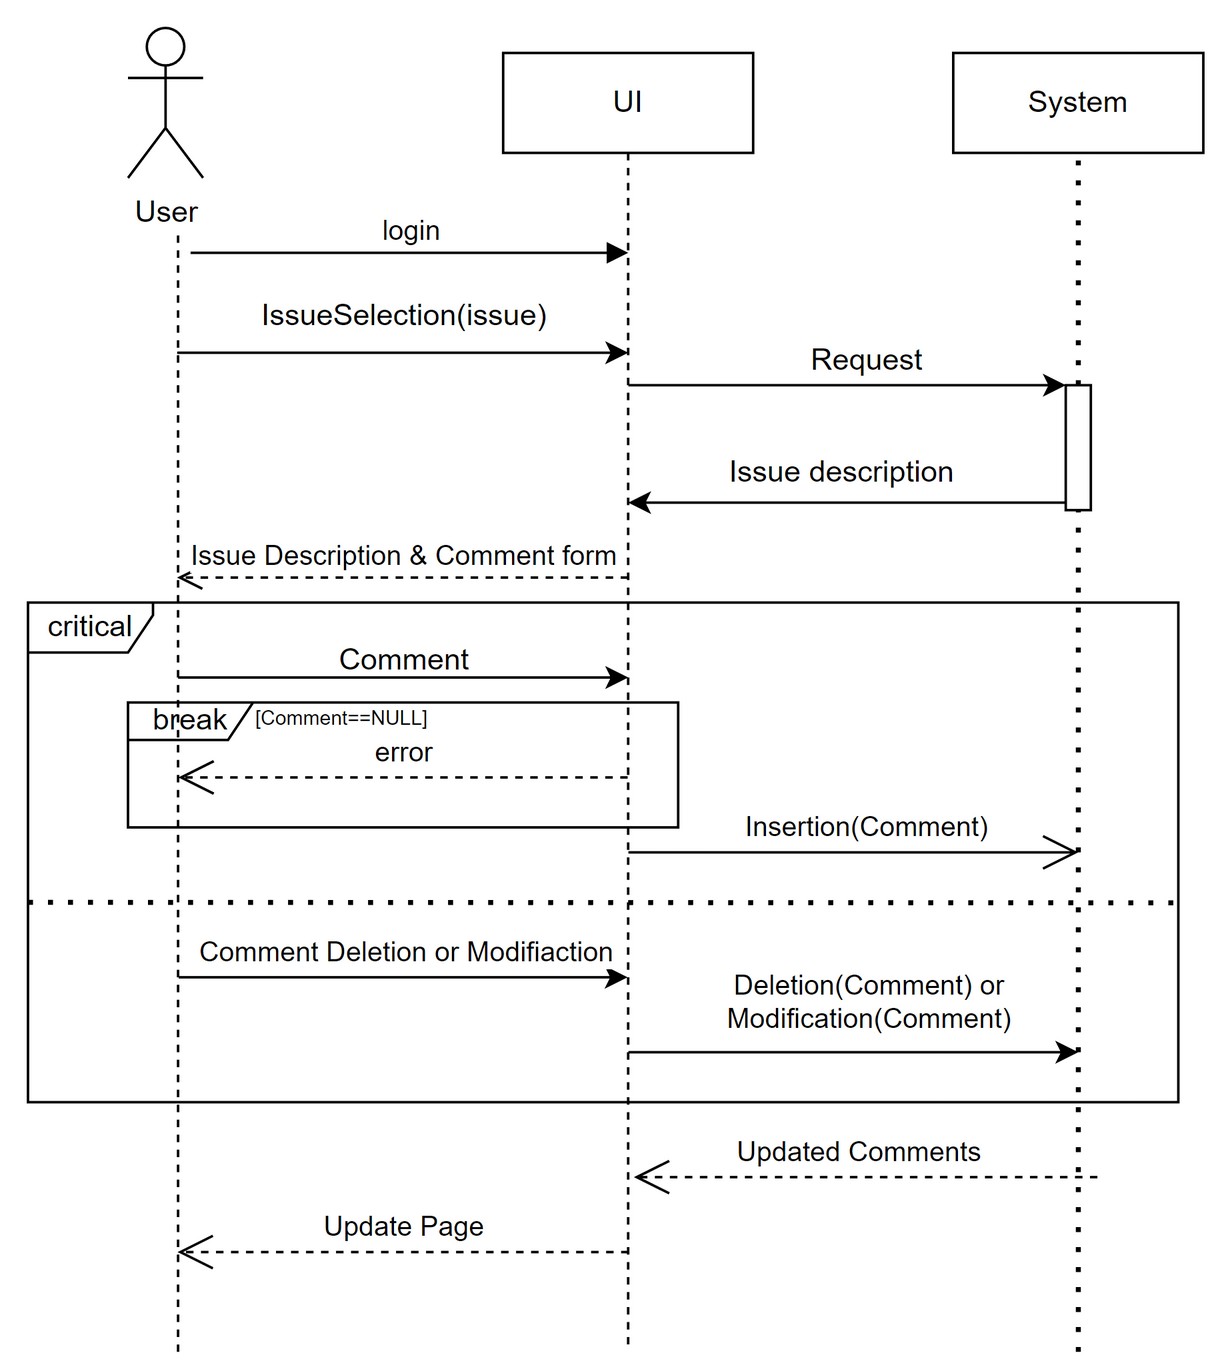 UI
System
User
login
IssueSelection(issue)
Request
Issue description
Issue Description & Comment form
critical
Comment
break
[Comment==NULL]
error
Insertion(Comment)
Comment Deletion or Modifiaction
Deletion(Comment) or
Modification(Comment)
Updated Comments
Update Page